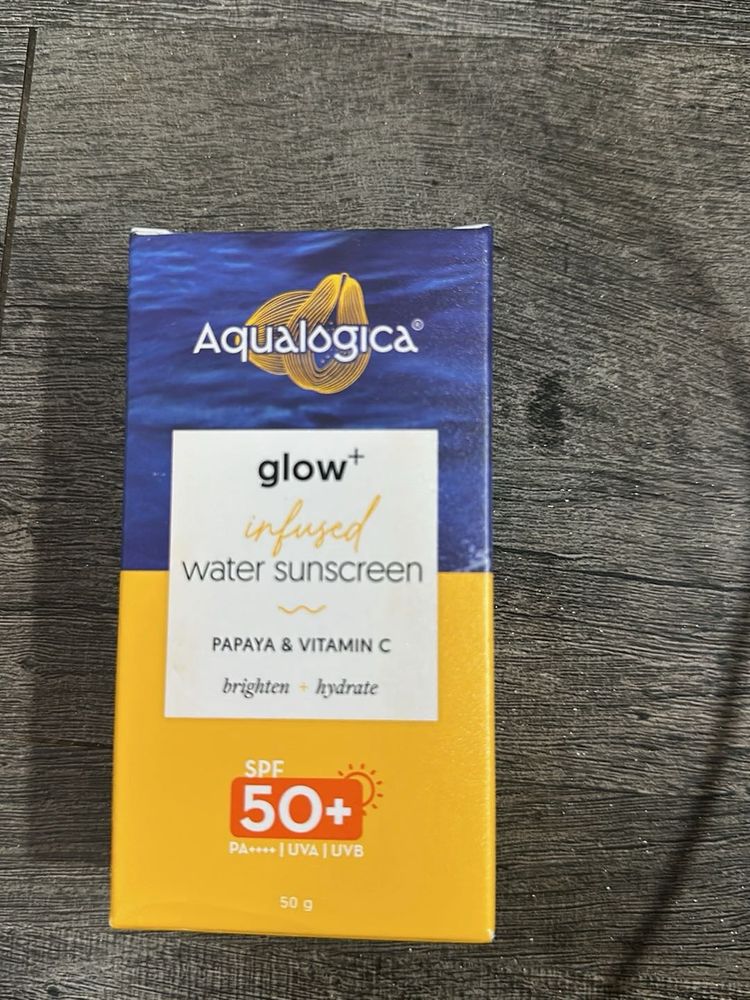 Aqualogica®
glow+
infused
water sunscreen
PAPAYA & VITAMIN C
brighten + hydrate
SPF
50+
PA++++ | UVA | UVB
50 g